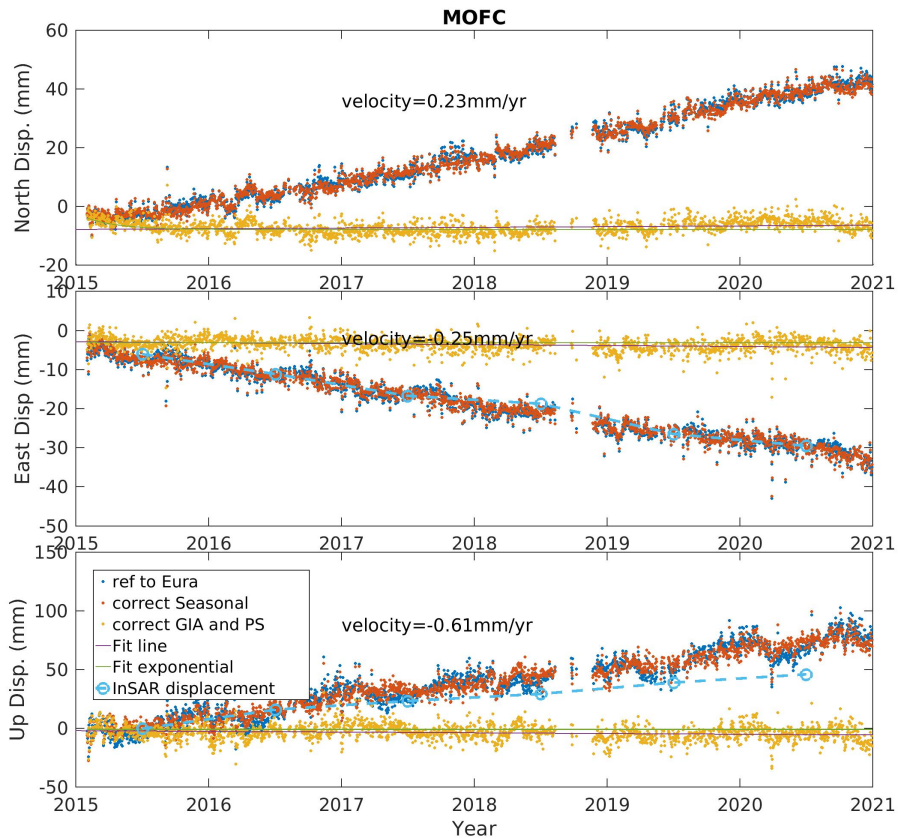 MOFC
60
40
20
0
-20
North Disp. (mm)
velocity=0.23mm/yr
2015 2016 2017 2018 2019 2020 2021
10
0
-10
-20
-30
-40
-50
East Disp (mm)
velocity=-0.25mm/yr
2015 2016 2017 2018 2019 2020 2021
150
100
50
0
-50
Up Disp. (mm)
ref to Eura
correct Seasonal
correct GIA and PS
Fit line
Fit exponential
InSAR displacement
velocity=-0.61mm/yr
2015 2016 2017 2018 2019 2020 2021
Year